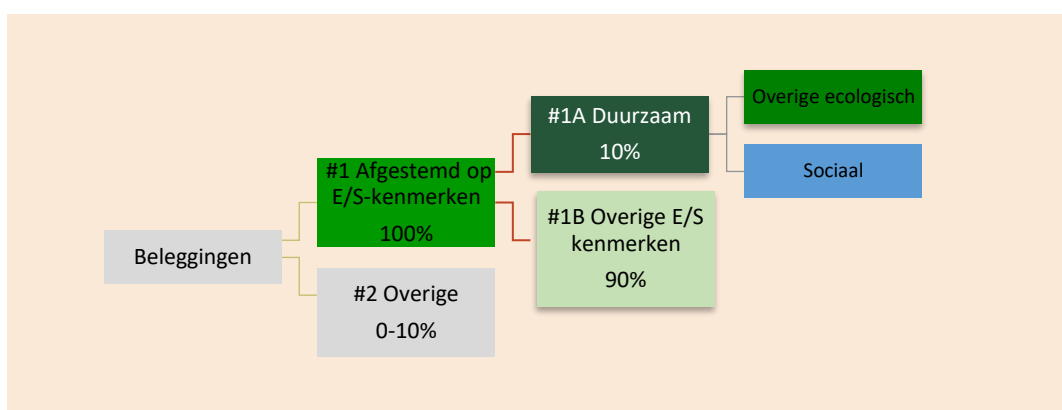 Beleggingen
#1 Afgestemd op
E/S-kenmerken
100%
#2 Overige
0-10%
#1A Duurzaam
10%
#1B Overige E/S
kenmerken
90%
Overige ecologisch
Sociaal